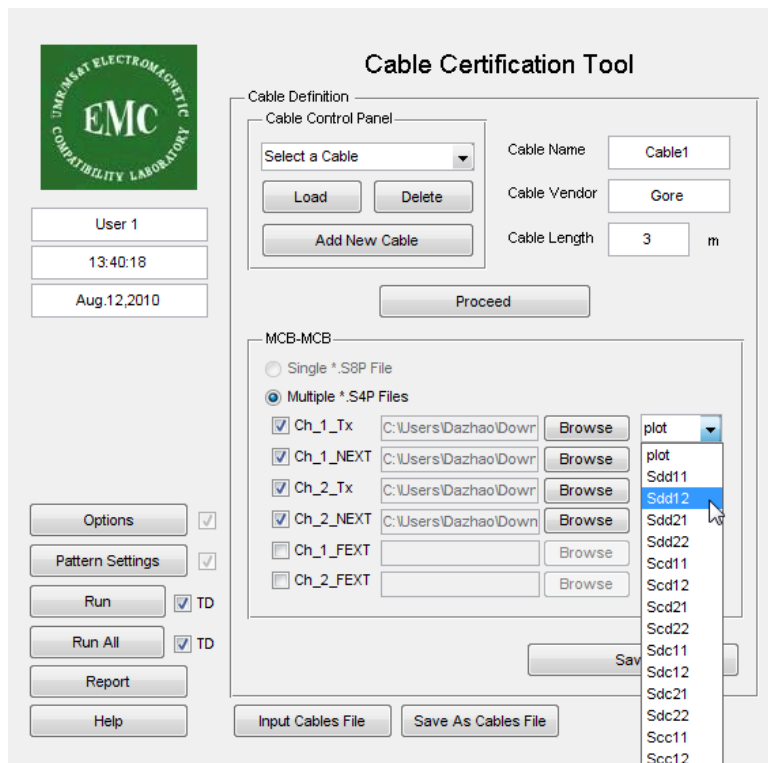 UMR/MS&T ELECTROMAGNETIC
COMPATIBILITY LABORATORY
EMC
User 1
13:40:18
Aug.12,2010
Cable Certification Tool
Cable Definition
Cable Control Panel
Select a Cable
Load Delete
Add New Cable
Cable Name Cable1
Cable Vendor Gore
Cable Length 3 m
Proceed
MCB-MCB
Single *.S8P File
Multiple *.S4P Files
Ch_1_Tx C:\Users\Dazhao\Dowr Browse plot
Ch_1_NEXT C:\Users\Dazhao\Down Browse
Ch_2_Tx C:\Users\Dazhao\Down Browse
Ch_2_NEXT C:\Users\Dazhao\Down Browse
Ch_1_FEXT Browse
Ch_2_FEXT Browse
plot
Sdd11
Sdd12
Sdd21
Sdd22
Scd11
Scd12
Scd21
Scd22
Sdc11
Sdc12
Sdc21
Sdc22
Scc11
Scc12
Options
Pattern Settings
Run TD
Run All TD
Report
Help
Sav
Input Cables File Save As Cables File